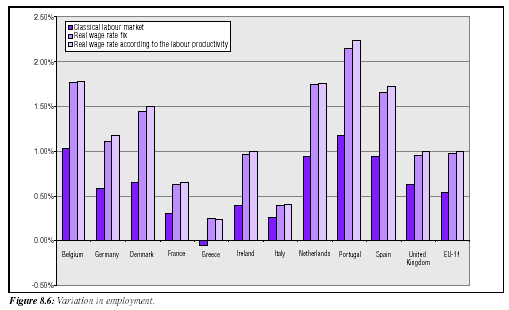 2.50%
Classical labour market
Real wage rate fix
Real wage rate according to the labour productivity
2.00%
1.50%
1.00%
0.50%
0.00%
-0.50%
Belgium Germany Denmark France Greece Ireland Italy Netherlands Portugal Spain United Kingdom EU-11
Figure 8.6: Variation in employment.